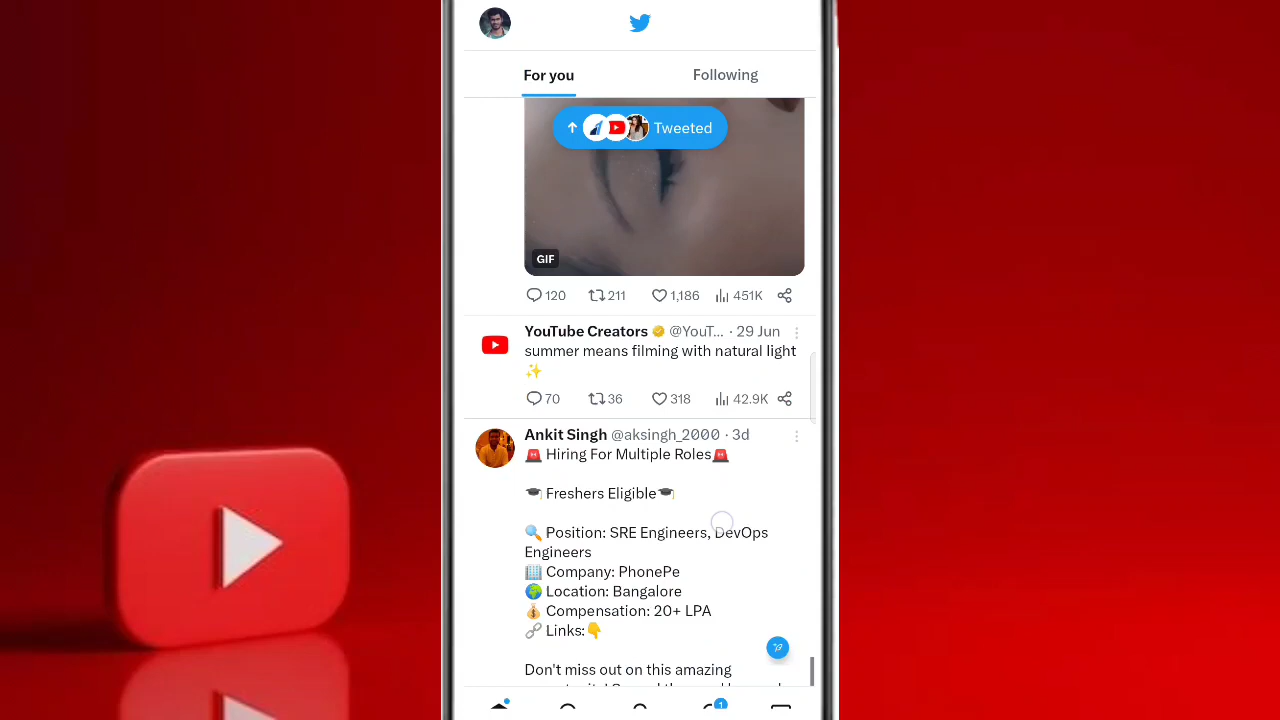 For you
Following
Tweeted
GIF
120 211 1,186 451K
YouTube Creators @YouT... · 29 Jun
summer means filming with natural light
✨
70 36 318 42.9K
Ankit Singh @aksingh_2000 · 3d
🚨 Hiring For Multiple Roles🚨
🎓 Freshers Eligible🎓
🔍 Position: SRE Engineers, DevOps
Engineers
🏢 Company: PhonePe
🌍 Location: Bangalore
💰 Compensation: 20+ LPA
🔗 Links:👇
Don't miss out on this amazing
1